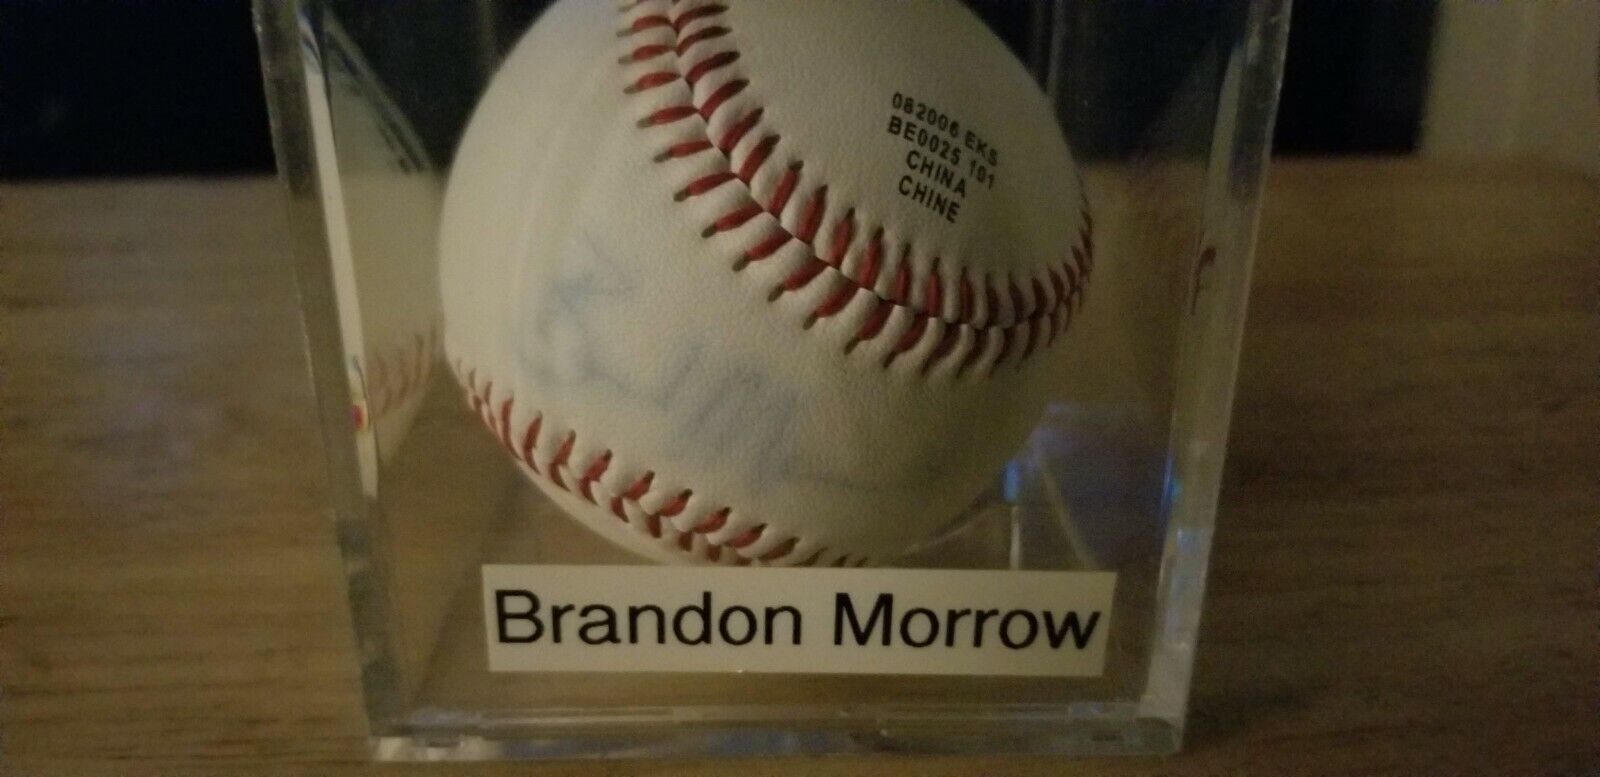 082006 EKS
BE0025 101
CHINA
CHINE
Brandon Morrow